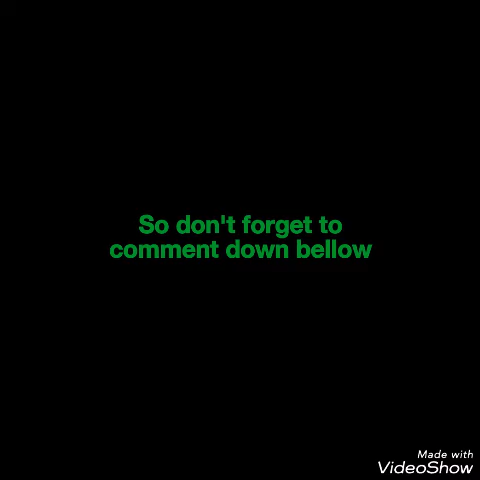 So don't forget to
comment down bellow
Made with
VideoShow